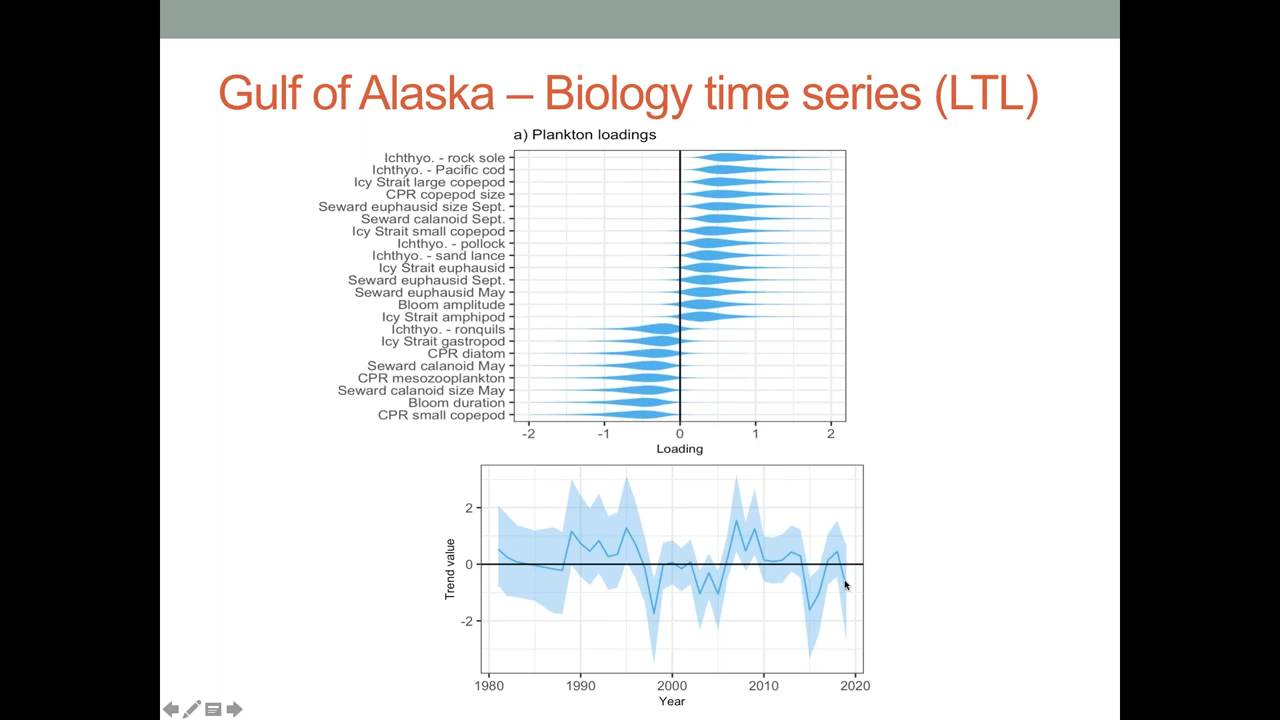 Gulf of Alaska – Biology time series (LTL)
a) Plankton loadings
Ichthyo. - rock sole
Ichthyo. - Pacific cod
Icy Strait large copepod
CPR copepod size
Seward euphausid size Sept.
Seward calanoid Sept.
Icy Strait small copepod
Ichthyo. - pollock
Ichthyo. - sand lance
Icy Strait euphausid
Seward euphausid Sept.
Seward euphausid May
Bloom amplitude
Icy Strait amphipod
Ichthyo. - ronquils
Icy Strait gastropod
CPR diatom
Seward calanoid May
CPR mesozooplankton
Seward calanoid size May
Bloom duration
CPR small copepod
-2 -1 0 1 2
Loading
Trend value
2
0
-2
1980 1990 2000 2010 2020
Year